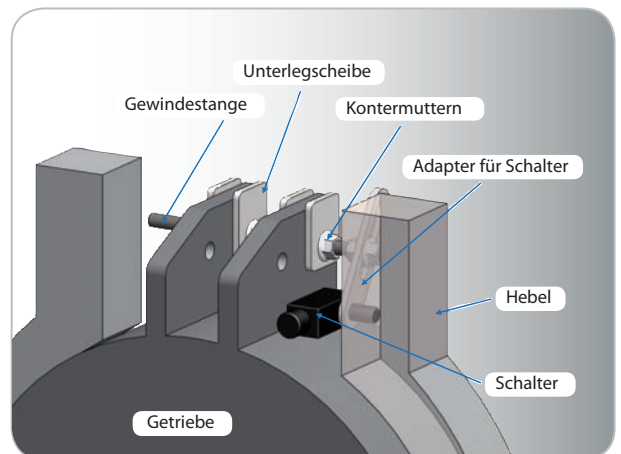 Unterlegscheibe
Gewindestange
Kontermuttern
Adapter für Schalter
Hebel
Schalter
Getriebe